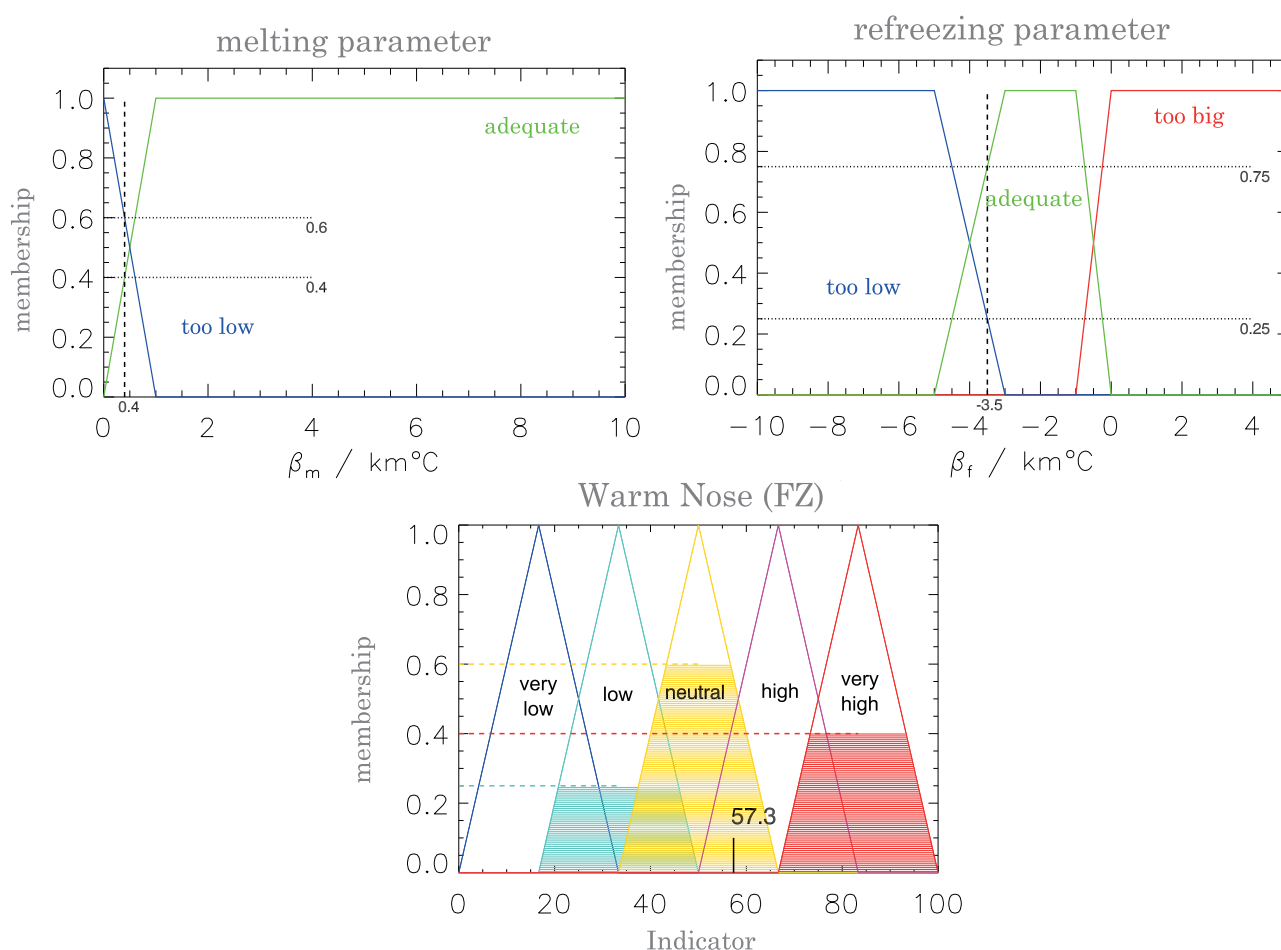 melting parameter
refreezing parameter
membership
1.0
0.8
0.6
0.4
0.2
0.0
adequate
0.6
0.4
too low
0.4
0 2 4 6 8 10
βm / km°C
membership
1.0
0.8
0.6
0.4
0.2
0.0
too big
0.75
adequate
too low
0.25
-3.5
−10 −8 −6 −4 −2 0 2 4
βf / km°C
Warm Nose (FZ)
membership
1.0
0.8
0.6
0.4
0.2
0.0
very
low
low
neutral
high
very
high
57.3
0 20 40 60 80 100
Indicator